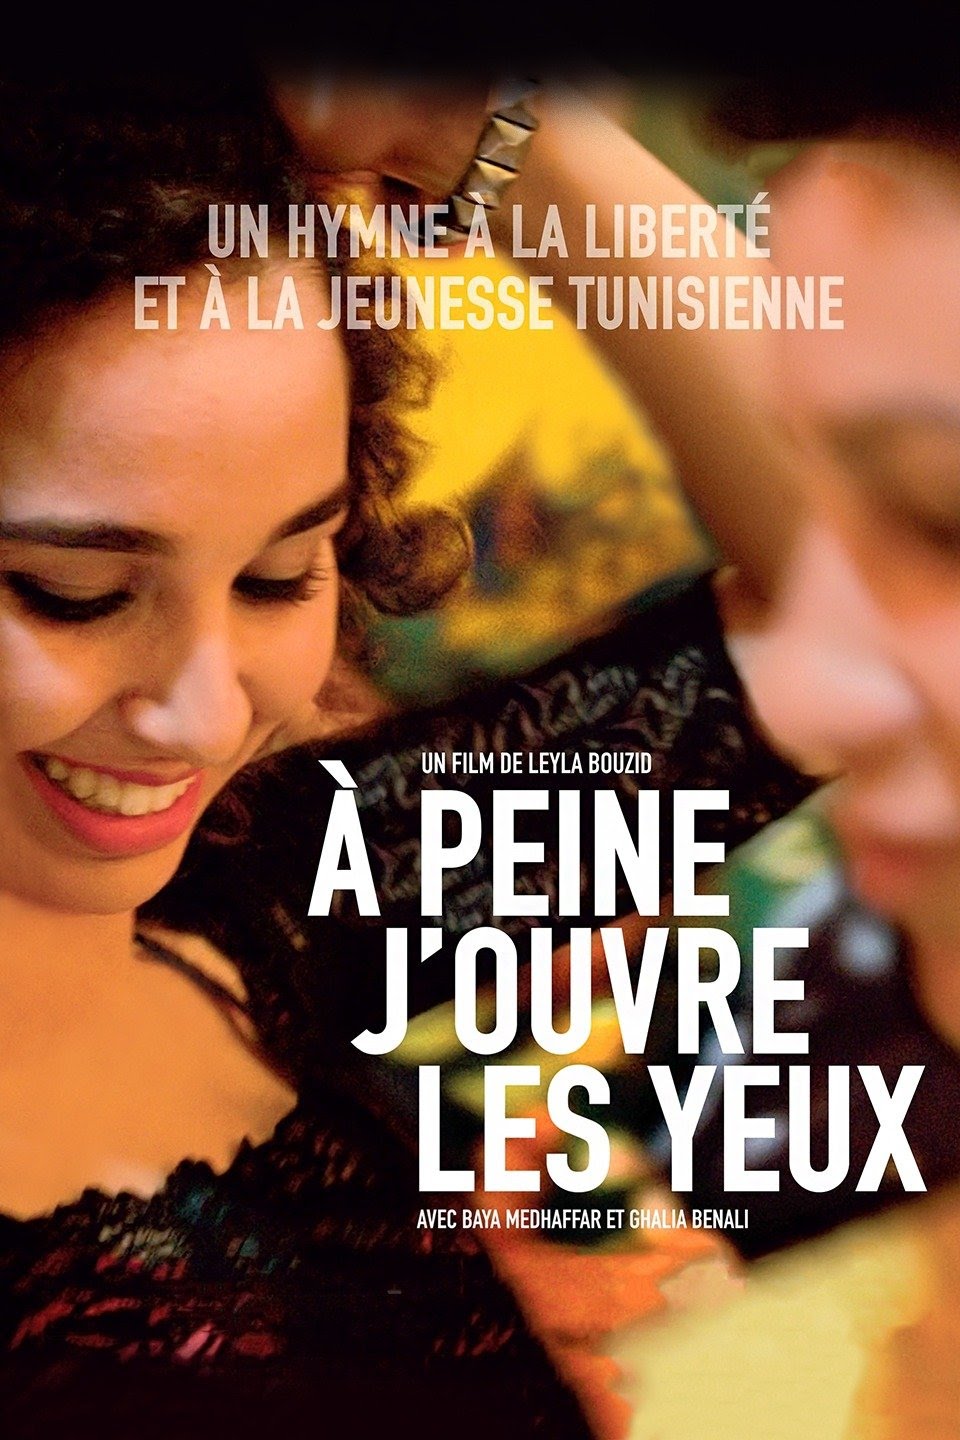 UN HYMNE À LA LIBERTÉ
ET À LA JEUNESSE TUNISIENNE
UN FILM DE LEYLA BOUZID
À PEINE
J'OUVRE
LES YEUX
AVEC BAYA MEDHAFFAR ET GHALIA BENALI